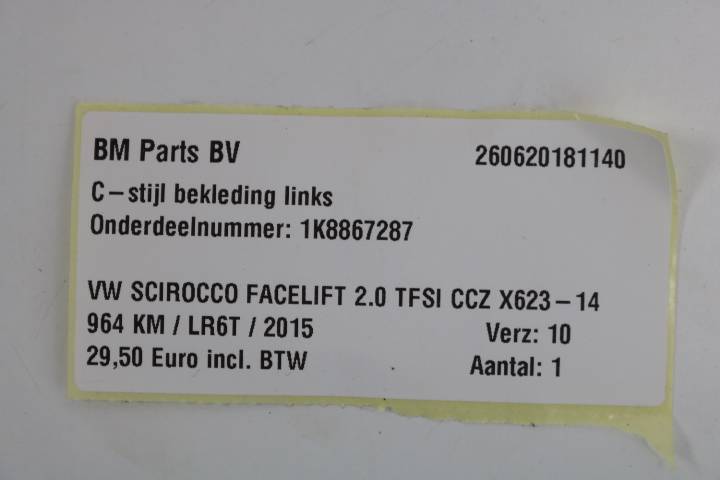 BM Parts BV 260620181140
C-stijl bekleding links
Onderdeelnummer: 1K8867287
VW SCIROCCO FACELIFT 2.0 TFSI CCZ X623-14
964 KM / LR6T / 2015 Verz: 10
29,50 Euro incl. BTW Aantal: 1